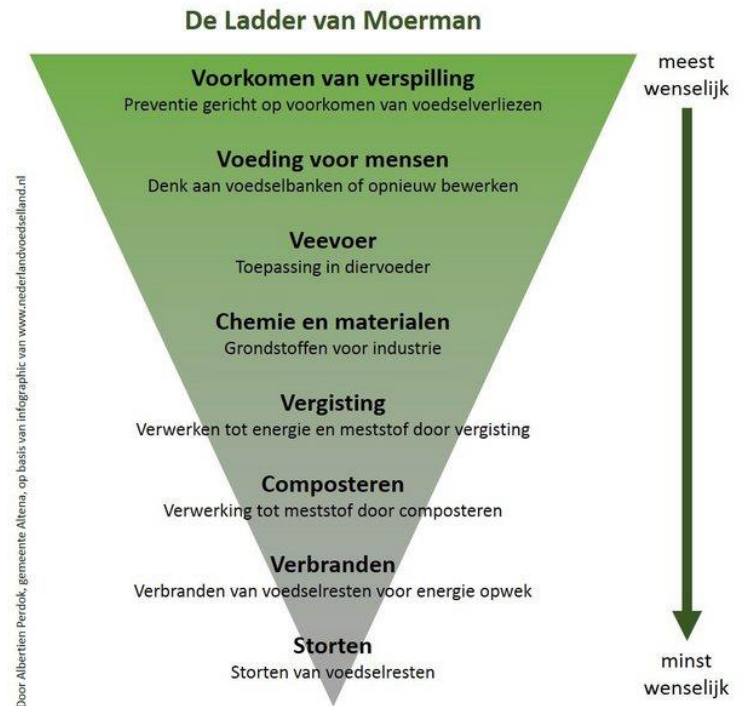 De Ladder van Moerman
Voorkomen van verspilling
Preventie gericht op voorkomen van voedselverliezen
Voeding voor mensen
Denk aan voedselbanken of opnieuw bewerken
Veevoer
Toepassing in diervoeder
Chemie en materialen
Grondstoffen voor industrie
Vergisting
Verwerken tot energie en meststof door vergisting
Composteren
Verwerking tot meststof door composteren
Verbranden
Verbranden van voedselresten voor energie opwek
Storten
Storten van voedselresten
meest
wenselijk
minst
wenselijk
Door Albertien Perdok, gemeente Altena, op basis van infographic van www.nederlandvoedselland.nl